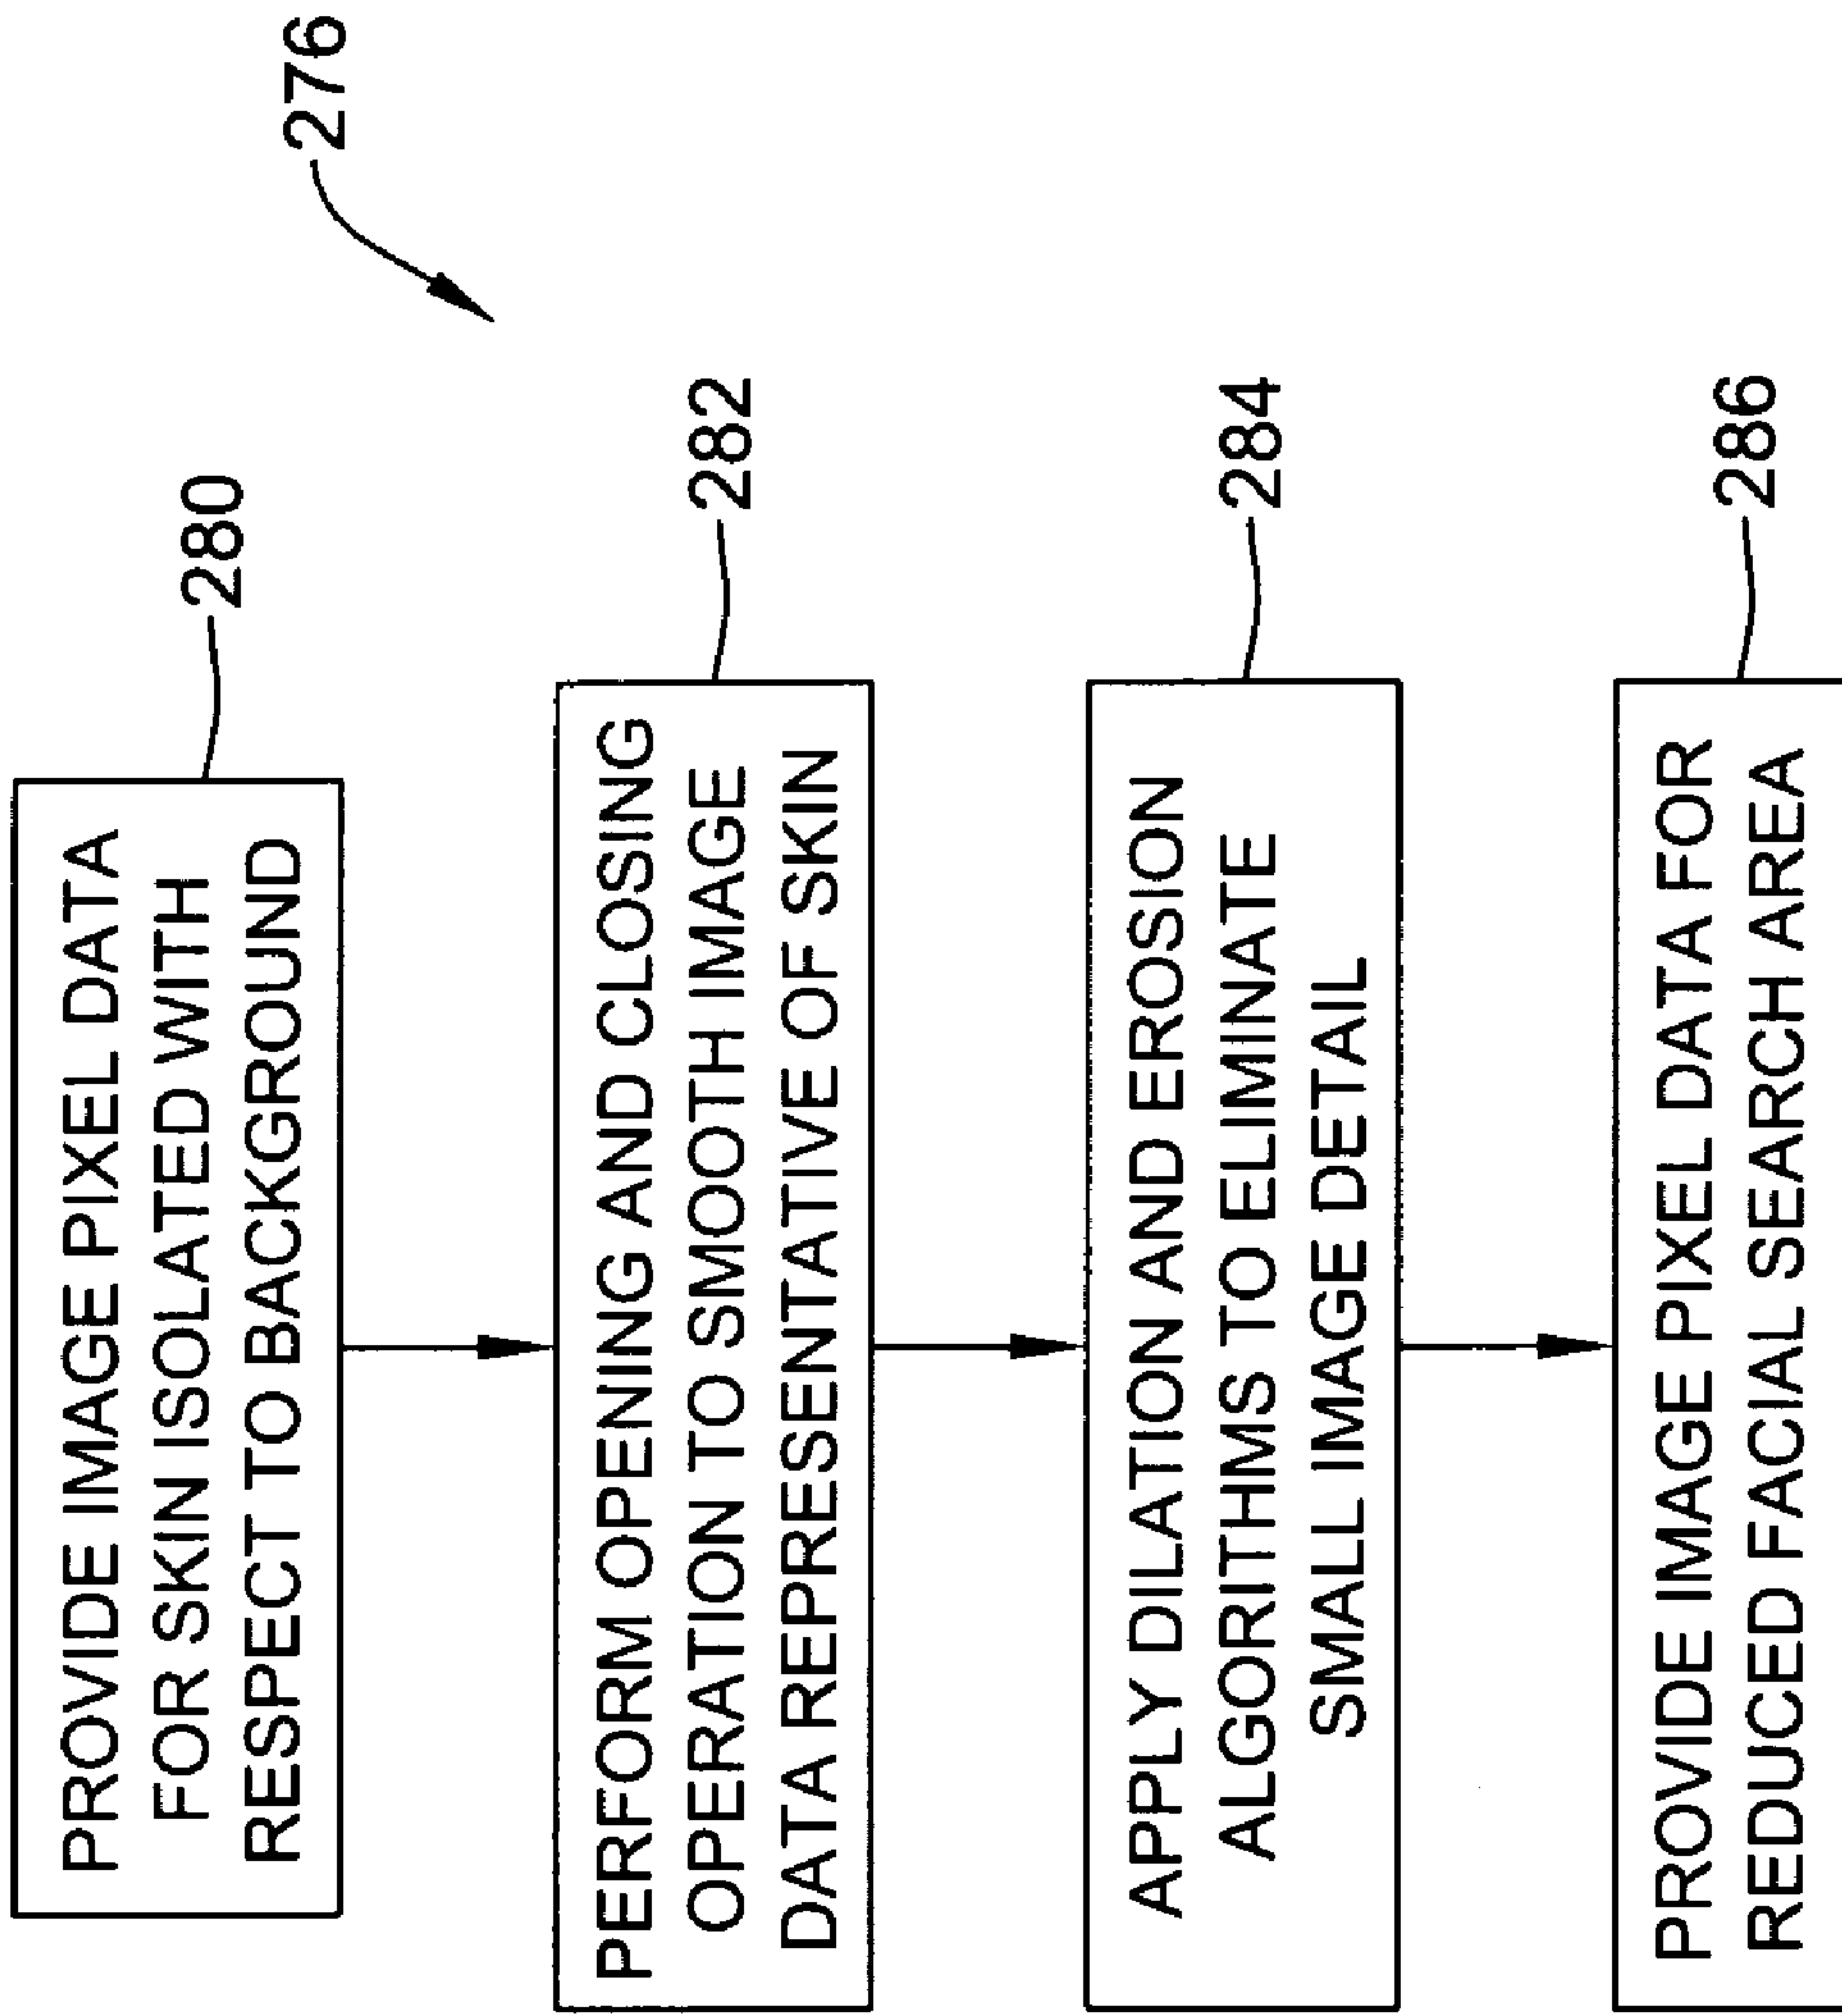 276
PROVIDE IMAGE PIXEL DATA
FOR SKIN ISOLATED WITH
RESPECT TO BACKGROUND
280
PERFORM OPENING AND CLOSING
OPERATION TO SMOOTH IMAGE
DATA REPRESENTATIVE OF SKIN
282
APPLY DILATION AND EROSION
ALGORITHMS TO ELIMINATE
SMALL IMAGE DETAIL
284
PROVIDE IMAGE PIXEL DATA FOR
REDUCED FACIAL SEARCH AREA
286